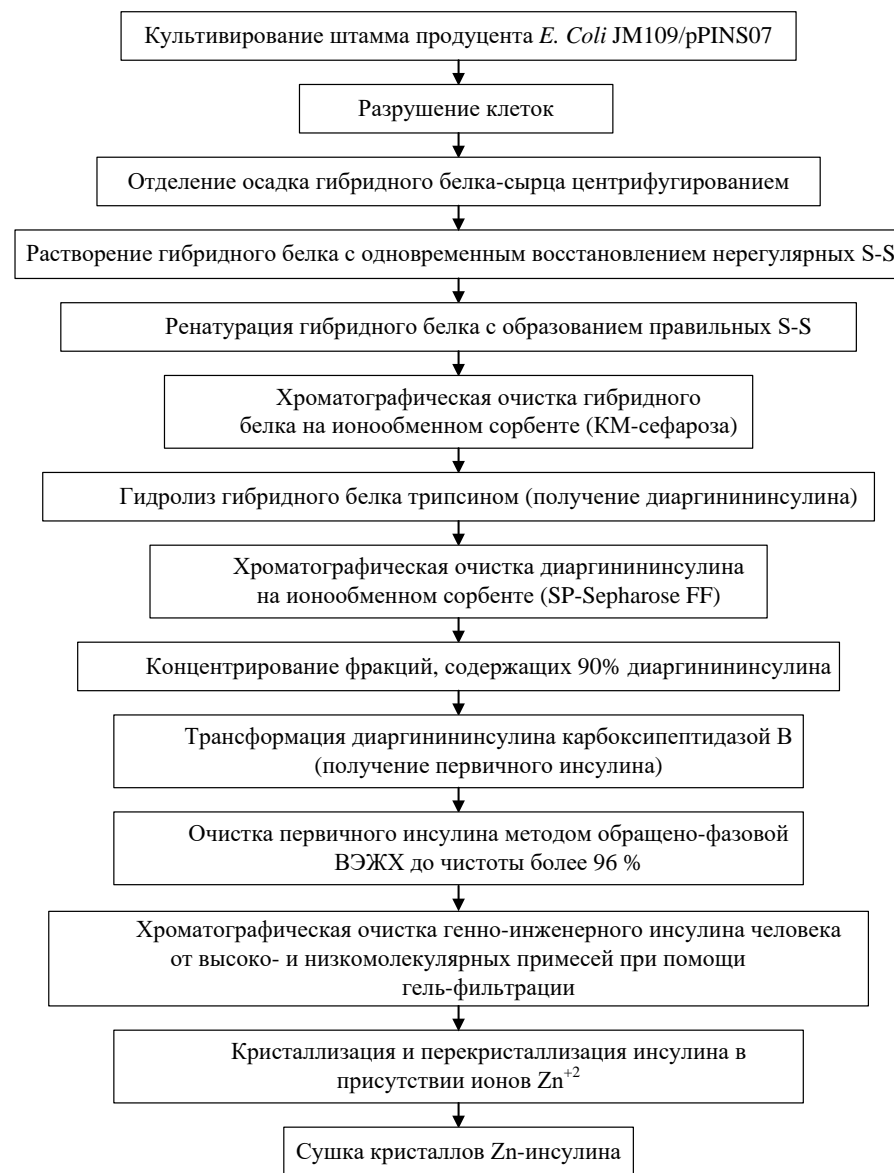 Культивирование штамма продуцента E. Coli JM109/pPINS07
Разрушение клеток
Отделение осадка гибридного белка-сырца центрифугированием
Растворение гибридного белка с одновременным восстановлением нерегулярных S-S
Ренатурация гибридного белка с образованием правильных S-S
Хроматографическая очистка гибридного
белка на ионообменном сорбенте (КМ-сефароза)
Гидролиз гибридного белка трипсином (получение диаргинининсулина)
Хроматографическая очистка диаргинининсулина
на ионообменном сорбенте (SP-Sepharose FF)
Концентрирование фракций, содержащих 90% диаргинининсулина
Трансформация диаргинининсулина карбоксипептидазой В
(получение первичного инсулина)
Очистка первичного инсулина методом обращено-фазовой
ВЭЖХ до чистоты более 96 %
Хроматографическая очистка генно-инженерного инсулина человека
от высоко- и низкомолекулярных примесей при помощи
гель-фильтрации
Кристаллизация и перекристаллизация инсулина в
присутствии ионов Zn⁺²
Сушка кристаллов Zn-инсулина